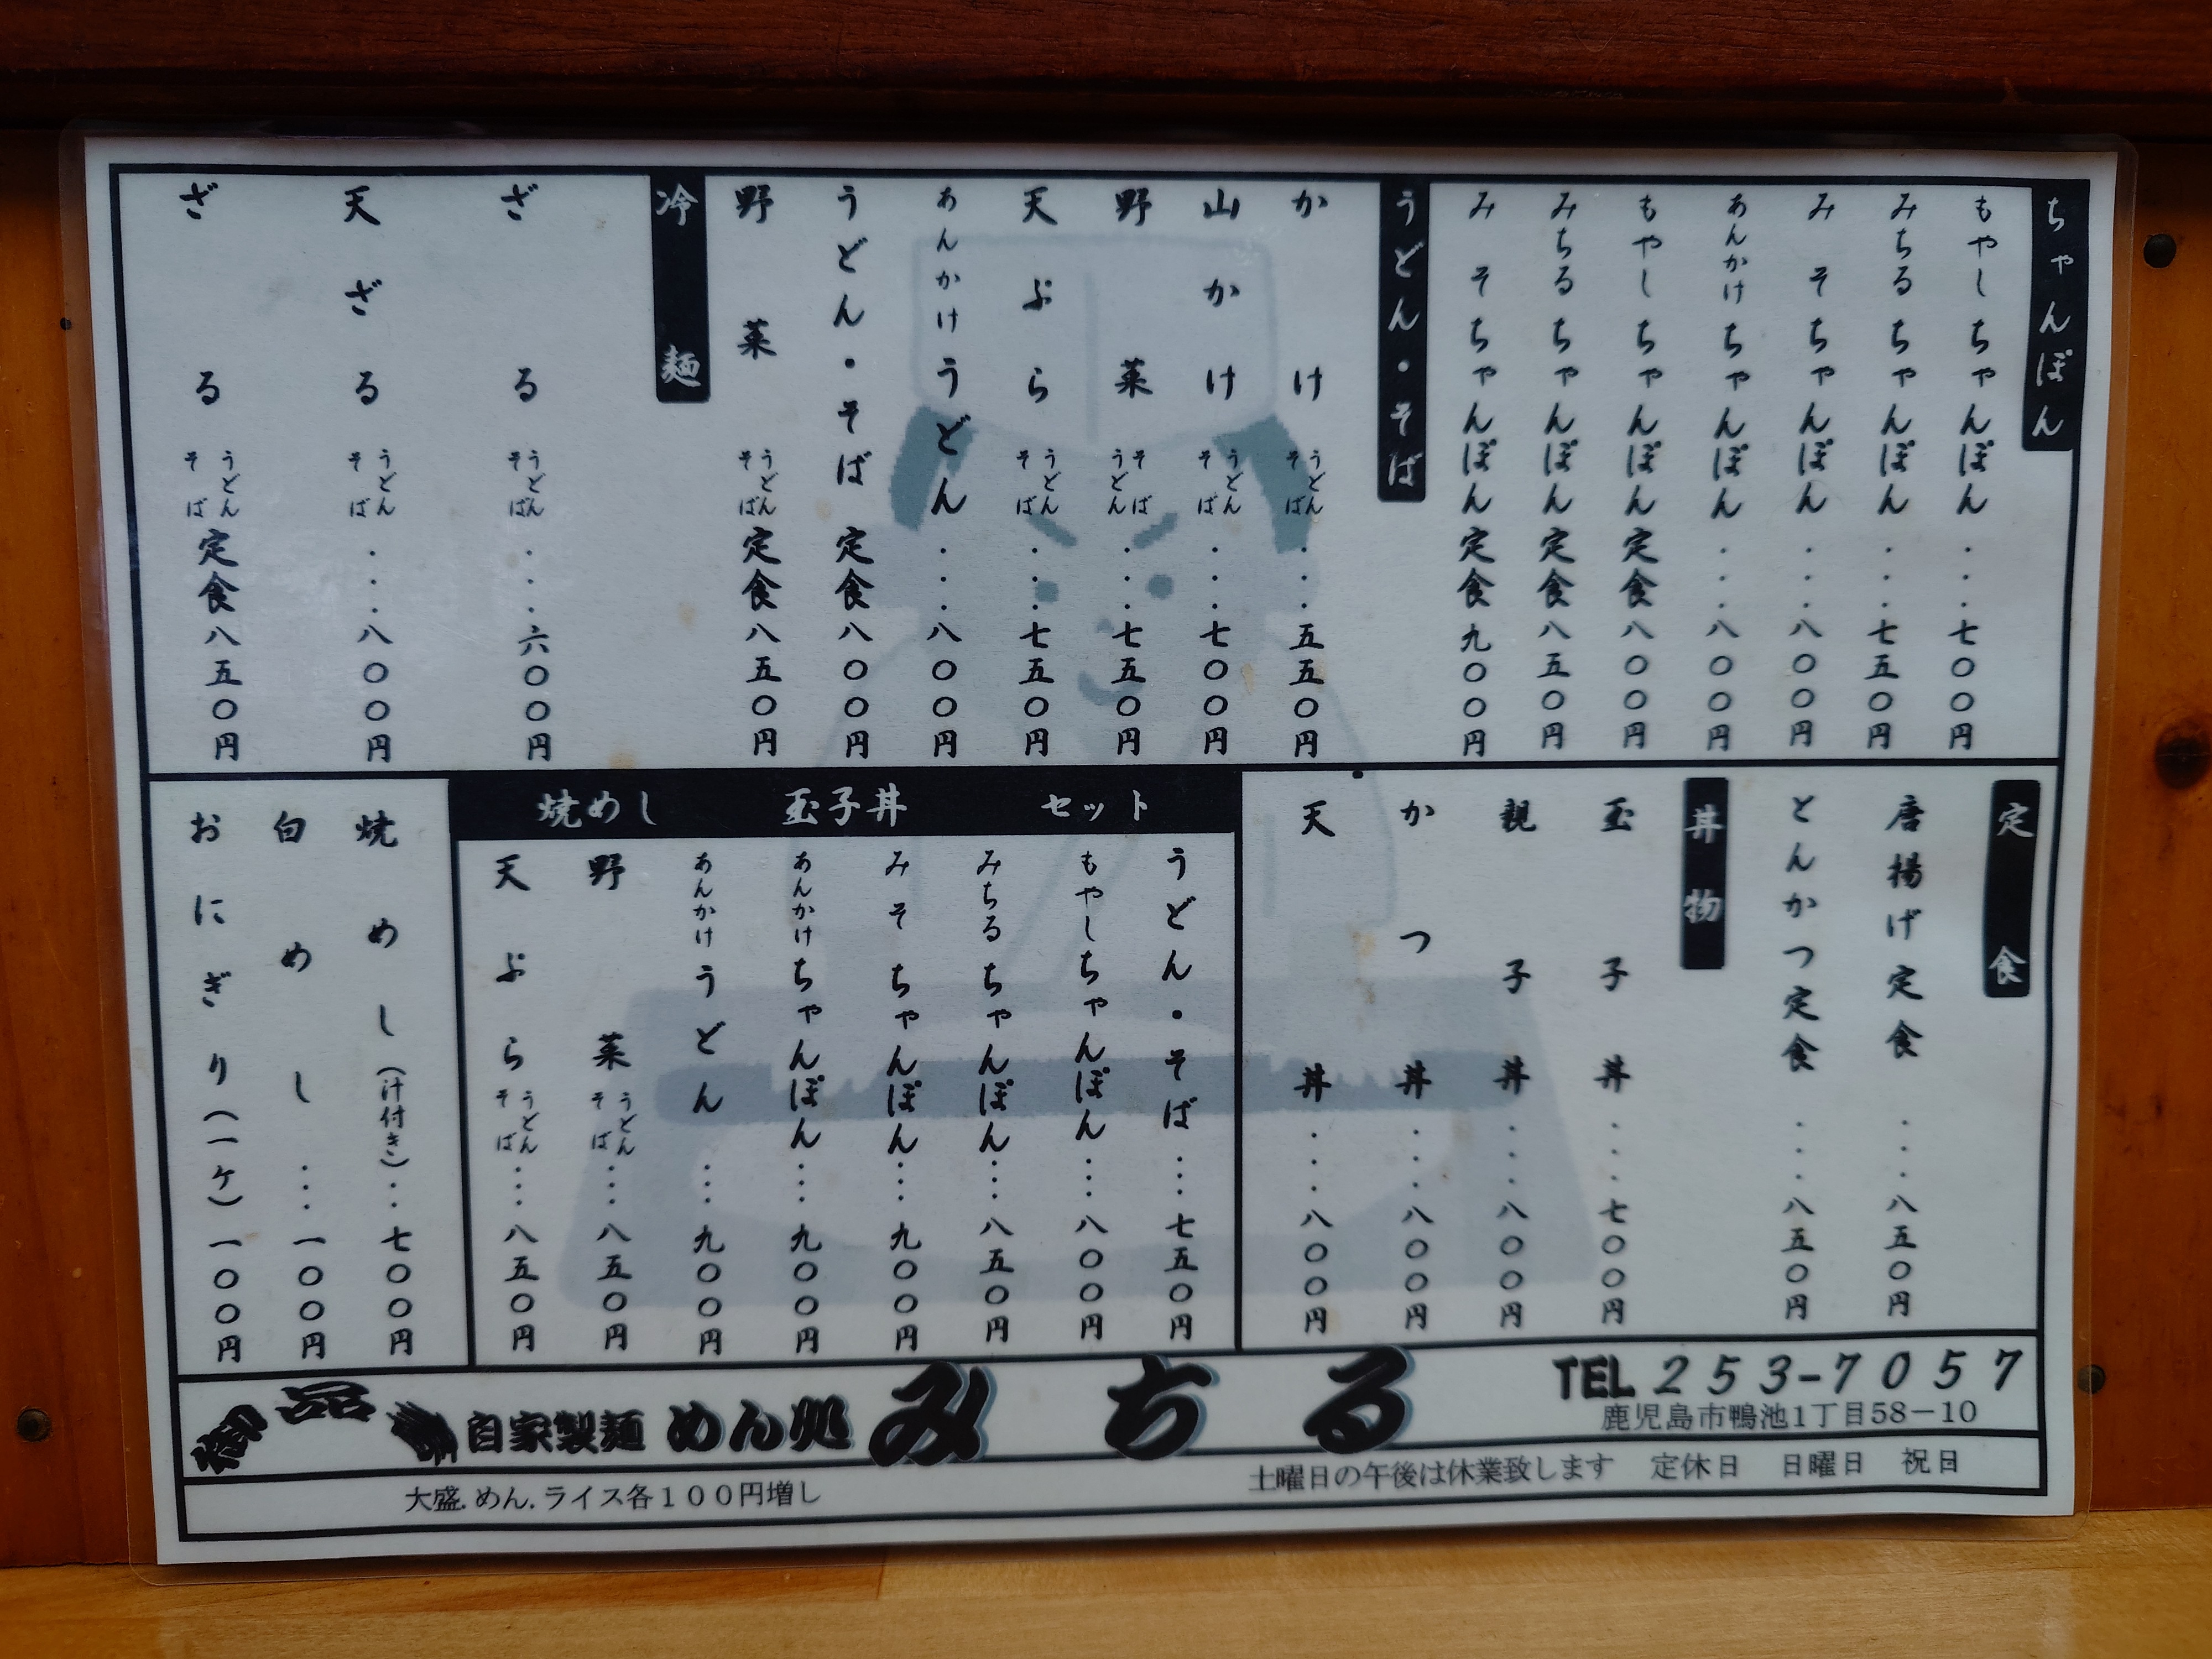 ちゃんぽん
もやしちゃんぽん・・・七〇〇円
みちるちゃんぽん・・・七五〇円
みそちゃんぽん・・・八〇〇円
あんかけちゃんぽん・・・八〇〇円
もやしちゃんぽん定食八〇〇円
みちるちゃんぽん定食八五〇円
みそちゃんぽん定食九〇〇円
うどん・そば
かけうどんそば・・・五五〇円
山かけうどんそば・・・七〇〇円
野菜そばうどん・・・七五〇円
天ぷらうどんそば・・・七五〇円
あんかけうどん・・・八〇〇円
うどん・そば定食八〇〇円
野菜うどんそば定食八五〇円
冷麺
ざるうどんそば・・・六〇〇円
天ざるうどんそば・・・八〇〇円
ざるうどんそば定食八五〇円
定食
唐揚げ定食・・・八五〇円
とんかつ定食・・・八五〇円
丼物
玉子丼・・・七〇〇円
親子丼・・・八〇〇円
かつ丼・・・八〇〇円
天丼・・・八〇〇円
焼めし 玉子丼 セット
うどん・そば・・・七五〇円
もやしちゃんぽん・・・八〇〇円
みちるちゃんぽん・・・八五〇円
みそちゃんぽん・・・九〇〇円
あんかけちゃんぽん・・・九〇〇円
あんかけうどん・・・九〇〇円
野菜うどんそば・・・八五〇円
天ぷらうどんそば・・・八五〇円
焼めし(汁付き)・・七〇〇円
白めし・・・一〇〇円
おにぎり(一ケ)一〇〇円
自家製麺 めん処 みちる
TEL 253-7057
鹿児島市鴨池1丁目58-10
大盛.めん.ライス各100円増し
土曜日の午後は休業致します 定休日 日曜日 祝日